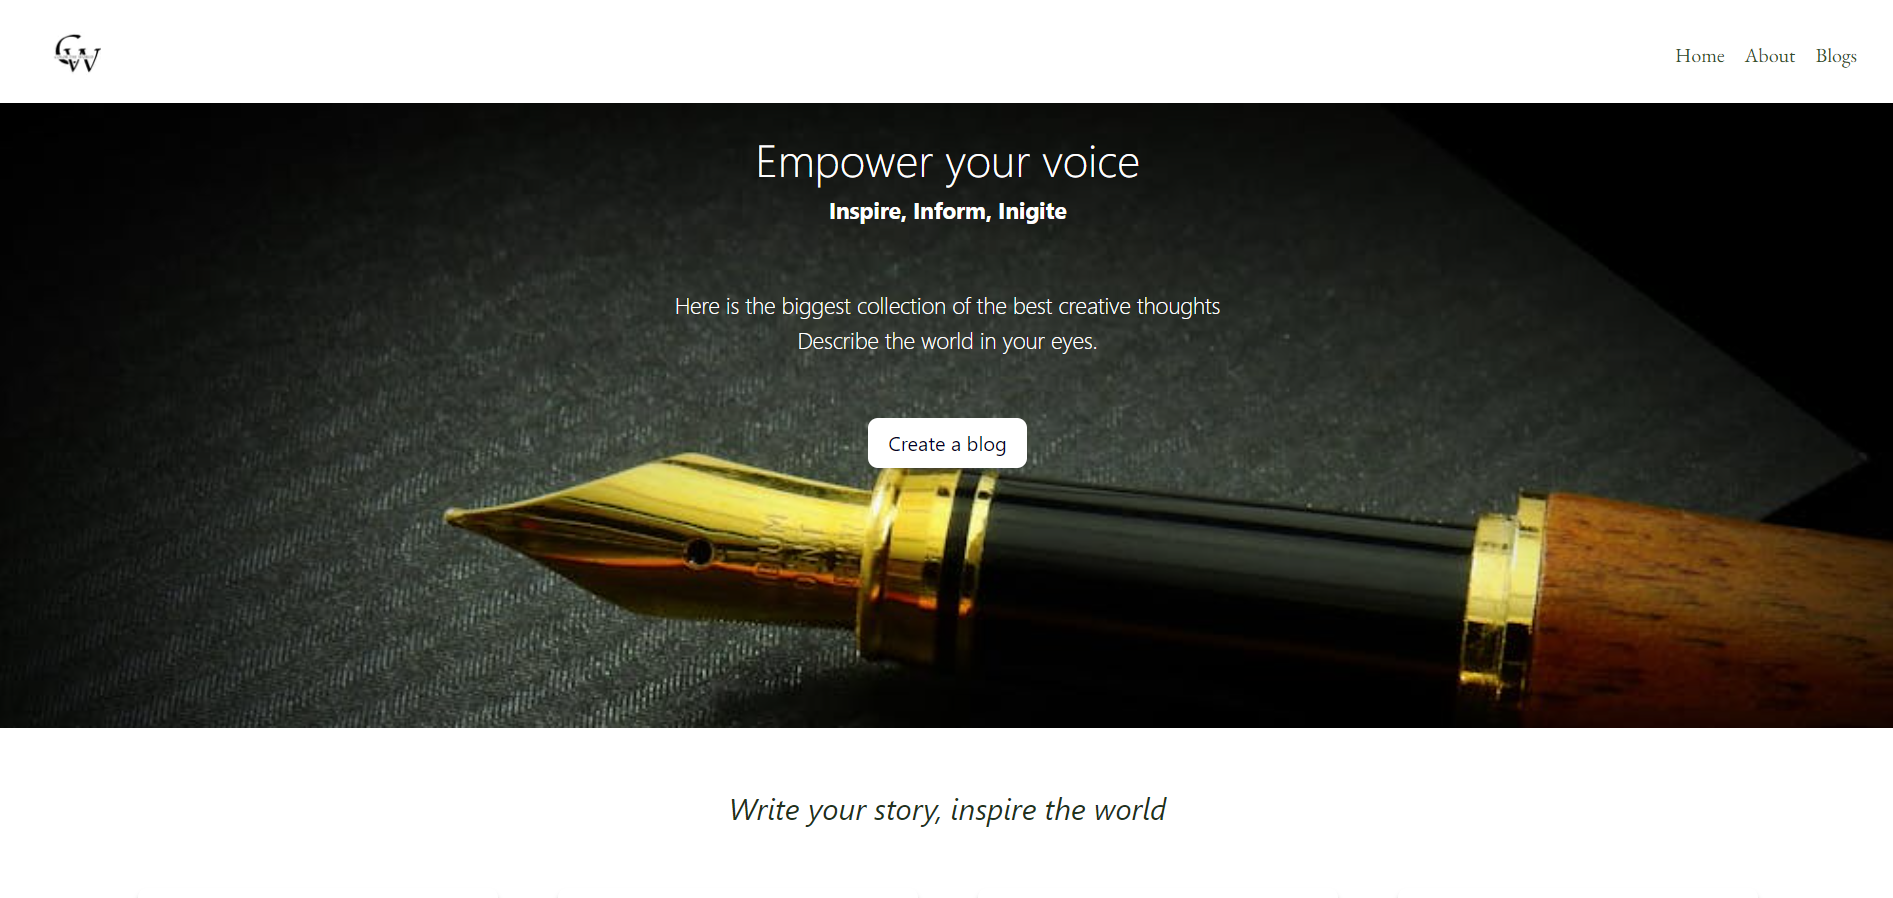 CW
Home About Blogs
Empower your voice
Inspire, Inform, Inigite
Here is the biggest collection of the best creative thoughts
Describe the world in your eyes.
Create a blog
Write your story, inspire the world